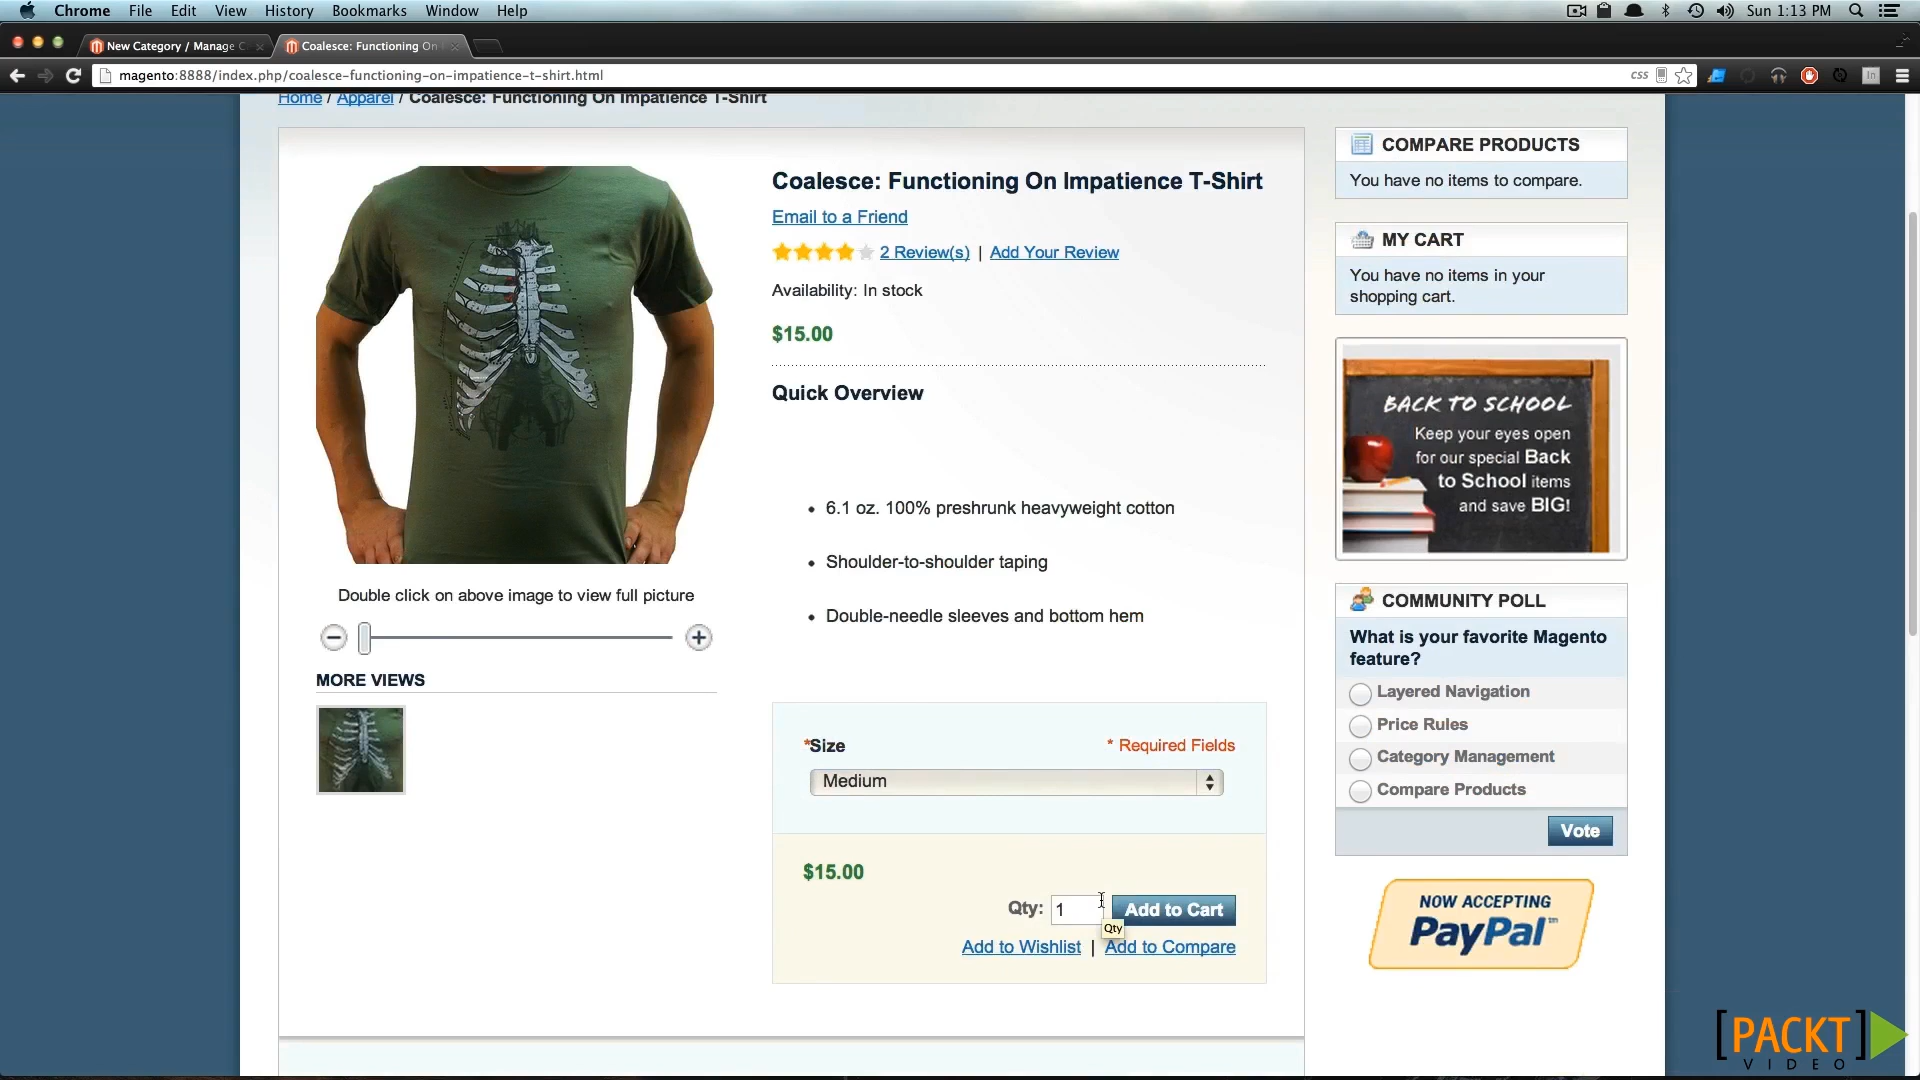 Chrome File Edit View History Bookmarks Window Help
Sun 1:13 PM
New Category / Manage C
Coalesce: Functioning On
magento:8888/index.php/coalesce-functioning-on-impatience-t-shirt.html
css
In
Home / Apparel / Coalesce: Functioning On Impatience T-Shirt
Coalesce: Functioning On Impatience T-Shirt
Email to a Friend
2 Review(s) | Add Your Review
Availability: In stock
$15.00
Quick Overview
• 6.1 oz. 100% preshrunk heavyweight cotton
• Shoulder-to-shoulder taping
• Double-needle sleeves and bottom hem
Double click on above image to view full picture
MORE VIEWS
*Size
* Required Fields
Medium
$15.00
Qty: 1
Add to Cart
Qty
Add to Wishlist | Add to Compare
COMPARE PRODUCTS
You have no items to compare.
MY CART
You have no items in your
shopping cart.
BACK TO SCHOOL
Keep your eyes open
for our special Back
to School items
and save BIG!
COMMUNITY POLL
What is your favorite Magento
feature?
Layered Navigation
Price Rules
Category Management
Compare Products
Vote
NOW ACCEPTING
PayPal™
[PACKT]
VIDEO